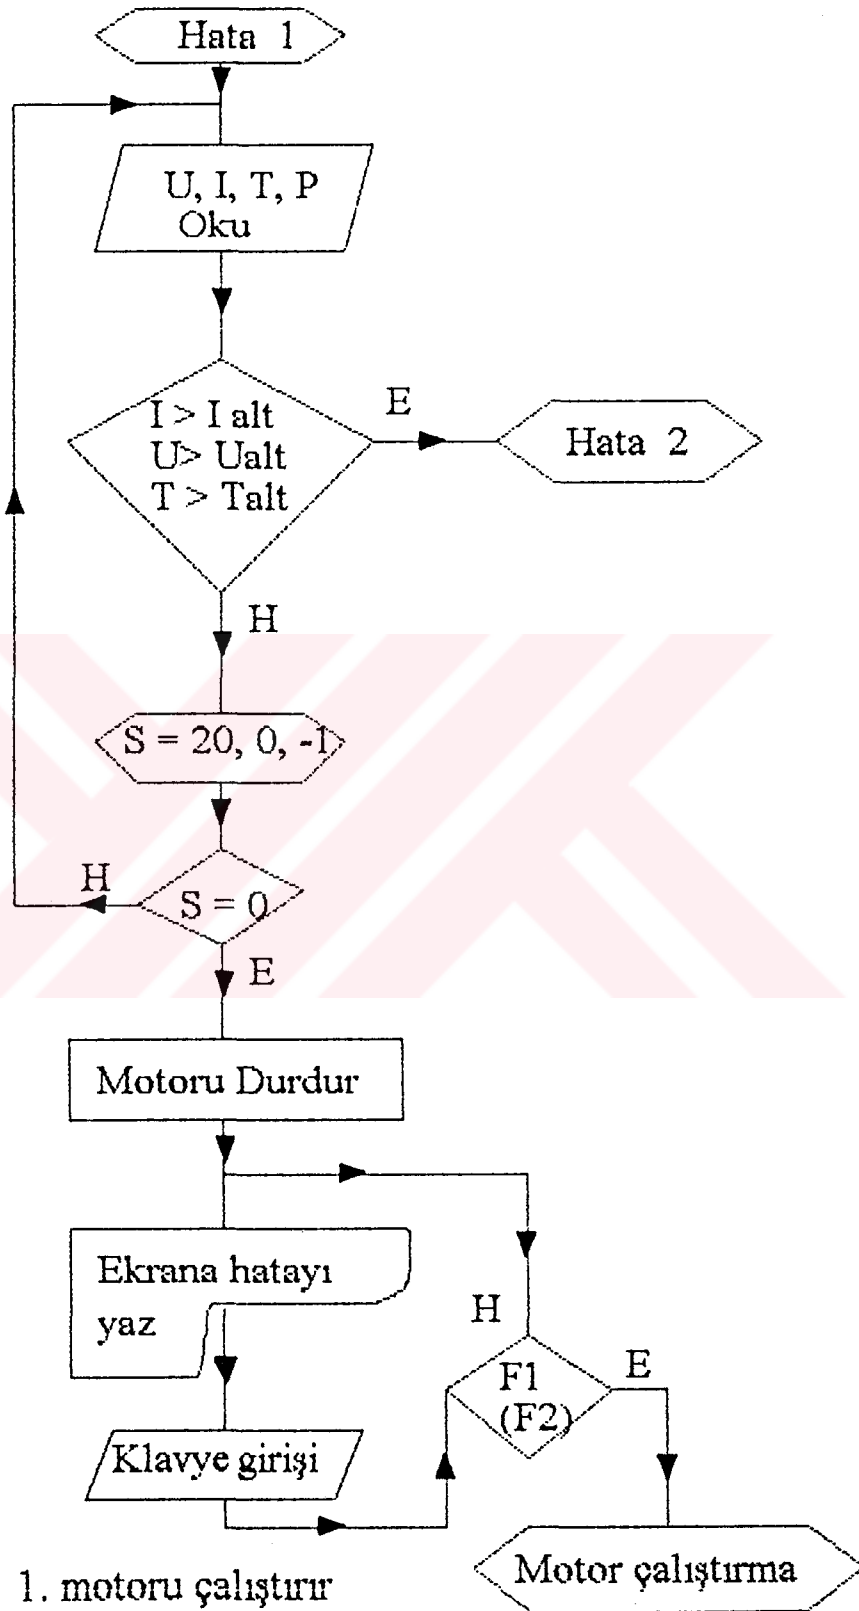 Hata 1
U, I, T, P
Oku
I > I alt
U> Ualt
T > Talt
E
Hata 2
H
S = 20, 0, -1
H
S = 0
E
Motoru Durdur
Ekrana hatayı
yaz
H
F1
(F2)
E
Klavye girişi
Motor çalıştırma
1. motoru çalıştırır